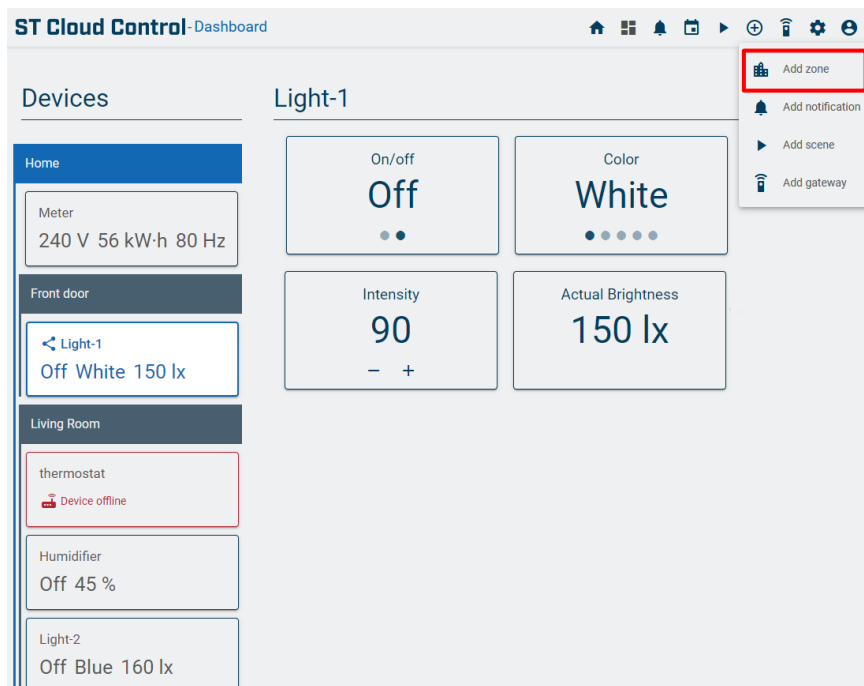 ST Cloud Control - Dashboard
Add zone
Add notification
Add scene
Add gateway
Devices
Home
Meter
240 V 56 kW·h 80 Hz
Front door
Light-1
Off White 150 lx
Living Room
thermostat
Device offline
Humidifier
Off 45 %
Light-2
Off Blue 160 lx
Light-1
On/off
Off
Color
White
Intensity
90
− +
Actual Brightness
150 lx